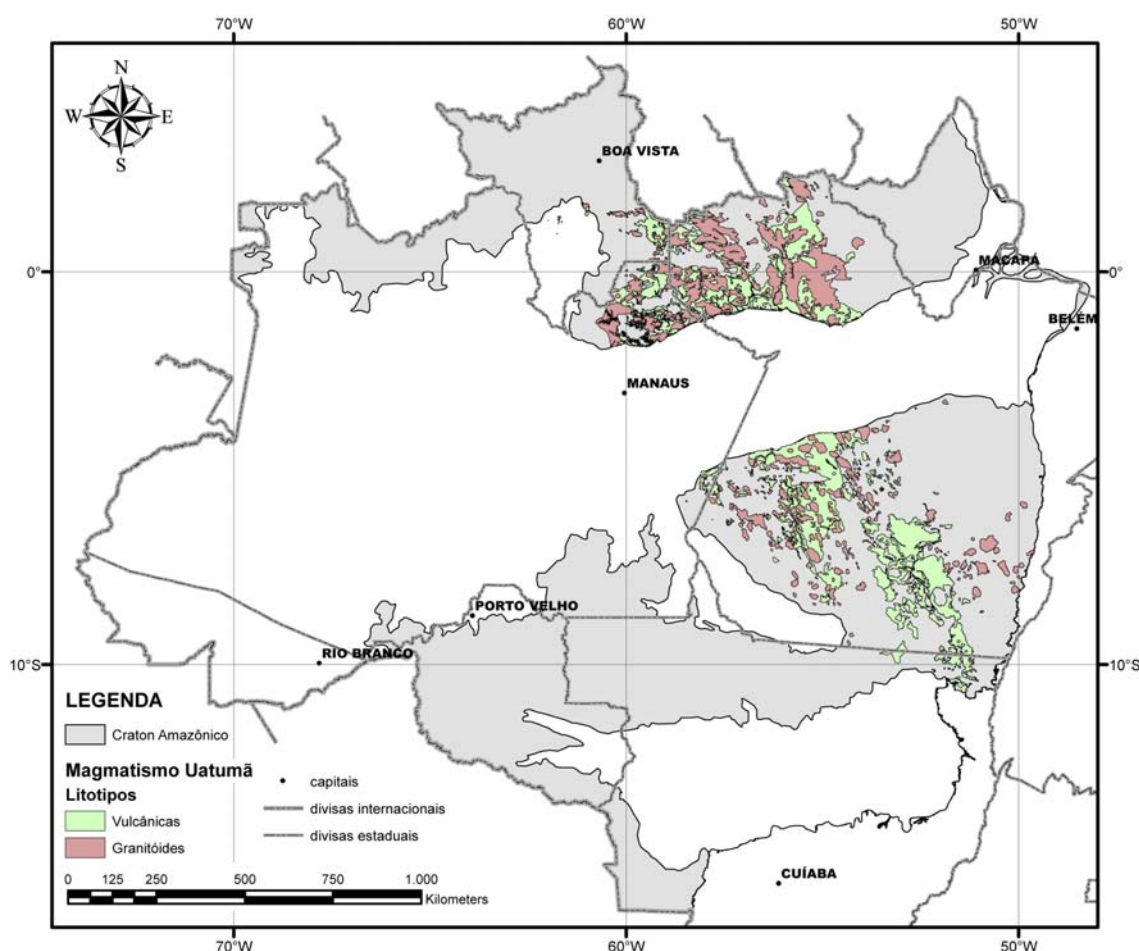 70°W 60°W 50°W
N
W E
S
BOA VISTA
0° 0°
MACAPÁ
BELÉM
MANAUS
PORTO VELHO
RIO BRANCO
10°S 10°S
LEGENDA
Craton Amazônico
Magmatismo Uatumã
Litotipos
Vulcânicas
Granitóides
capitais
divisas internacionais
divisas estaduais
0 125 250 500 750 1.000
Kilometers
CUÍABA
70°W 60°W 50°W